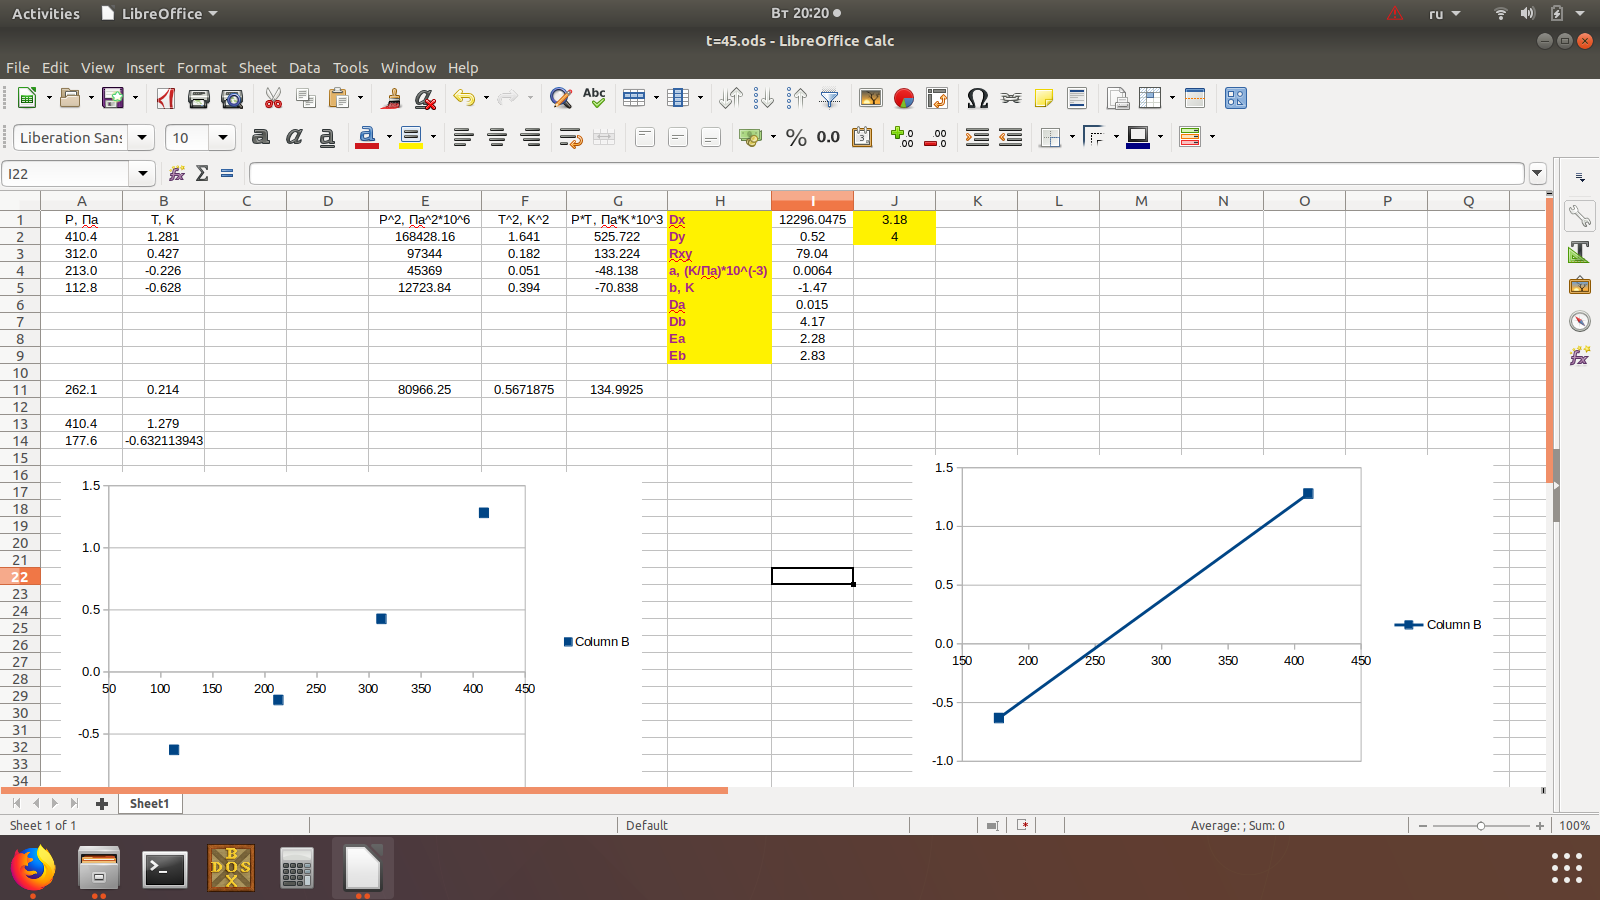 Activities LibreOffice Вт 20:20 ru
t=45.ods - LibreOffice Calc
File Edit View Insert Format Sheet Data Tools Window Help
Liberation Sans 10
I22
A B C D E F G H I J K L M N O P Q
1 P, Па T, K P^2, Па^2*10^6 T^2, K^2 P*T, Па*K*10^3 Dx 12296.0475 3.18
2 410.4 1.281 168428.16 1.641 525.722 Dy 0.52 4
3 312.0 0.427 97344 0.182 133.224 Rxy 79.04
4 213.0 -0.226 45369 0.051 -48.138 a, (K/Па)*10^(-3) 0.0064
5 112.8 -0.628 12723.84 0.394 -70.838 b, K -1.47
6 Da 0.015
7 Db 4.17
8 Ea 2.28
9 Eb 2.83
10
11 262.1 0.214 80966.25 0.5671875 134.9925
12
13 410.4 1.279
14 177.6 -0.632113943
15
16
17
18
19
20
21
22
23
24
25
26
27
28
29
30
31
32
33
34
1.5
1.0
0.5
0.0
50 100 150 200 250 300 350 400 450
-0.5
Column B
1.5
1.0
0.5
0.0
150 200 250 300 350 400 450
-0.5
-1.0
Column B
Sheet1
Sheet 1 of 1 Default Average: ; Sum: 0 100%